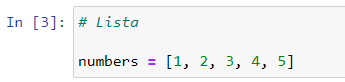 In [3]: # Lista
numbers = [1, 2, 3, 4, 5]